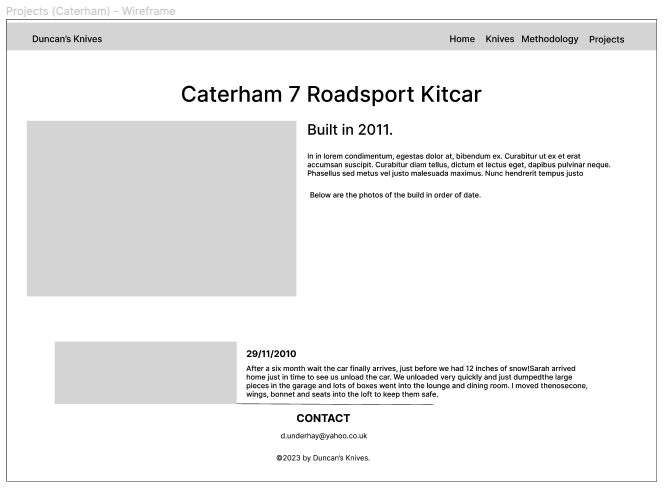 Projects (Caterham) - Wireframe
Duncan's Knives
Home Knives Methodology Projects
Caterham 7 Roadsport Kitcar
Built in 2011.
In in lorem condimentum, egestas dolor at, bibendum ex. Curabitur ut ex et erat
accumsan suscipit. Curabitur diam tellus, dictum et lectus eget, dapibus pulvinar neque.
Phasellus sed metus vel justo malesuada maximus. Nunc hendrerit tempus justo
Below are the photos of the build in order of date.
29/11/2010
After a six month wait the car finally arrives, just before we had 12 inches of snow!Sarah arrived
home just in time to see us unload the car. We unloaded very quickly and just dumpedthe large
pieces in the garage and lots of boxes went into the lounge and dining room. I moved thenosecone,
wings, bonnet and seats into the loft to keep them safe.
CONTACT
d.underhay@yahoo.co.uk
©2023 by Duncan's Knives.